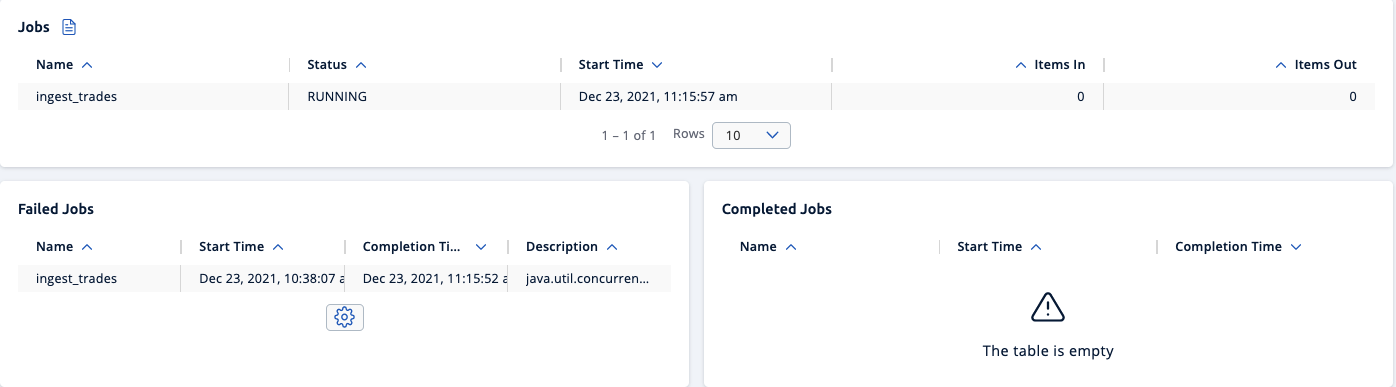 Jobs
Name Status Start Time Items In Items Out
ingest_trades RUNNING Dec 23, 2021, 11:15:57 am 0 0
1 – 1 of 1 Rows 10
Failed Jobs
Name Start Time Completion Ti... Description
ingest_trades Dec 23, 2021, 10:38:07 a Dec 23, 2021, 11:15:52 a java.util.concurren...
Completed Jobs
Name Start Time Completion Time
The table is empty